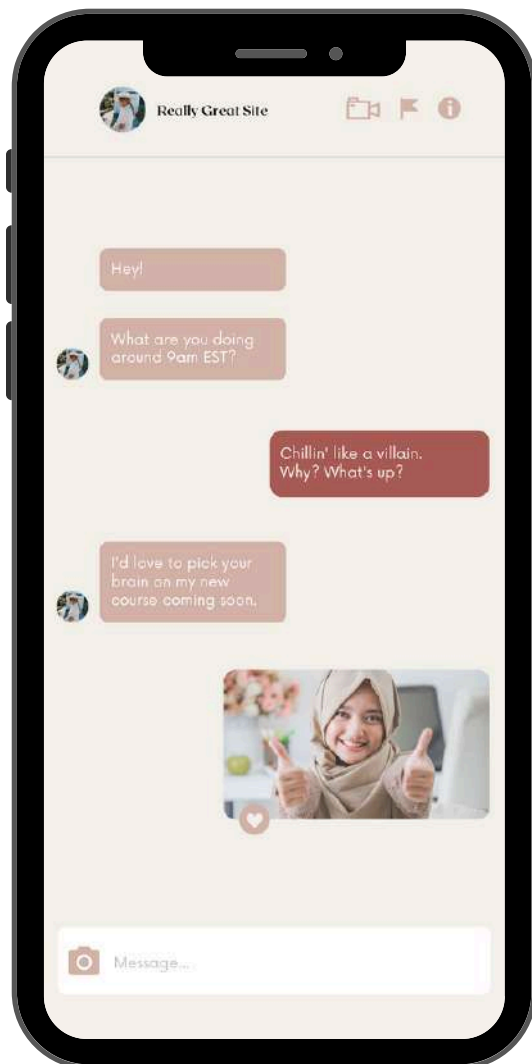 Really Great Site
Hey!
What are you doing
around 9am EST?
Chillin' like a villain.
Why? What's up?
I'd love to pick your
brain on my new
course coming soon.
Message...